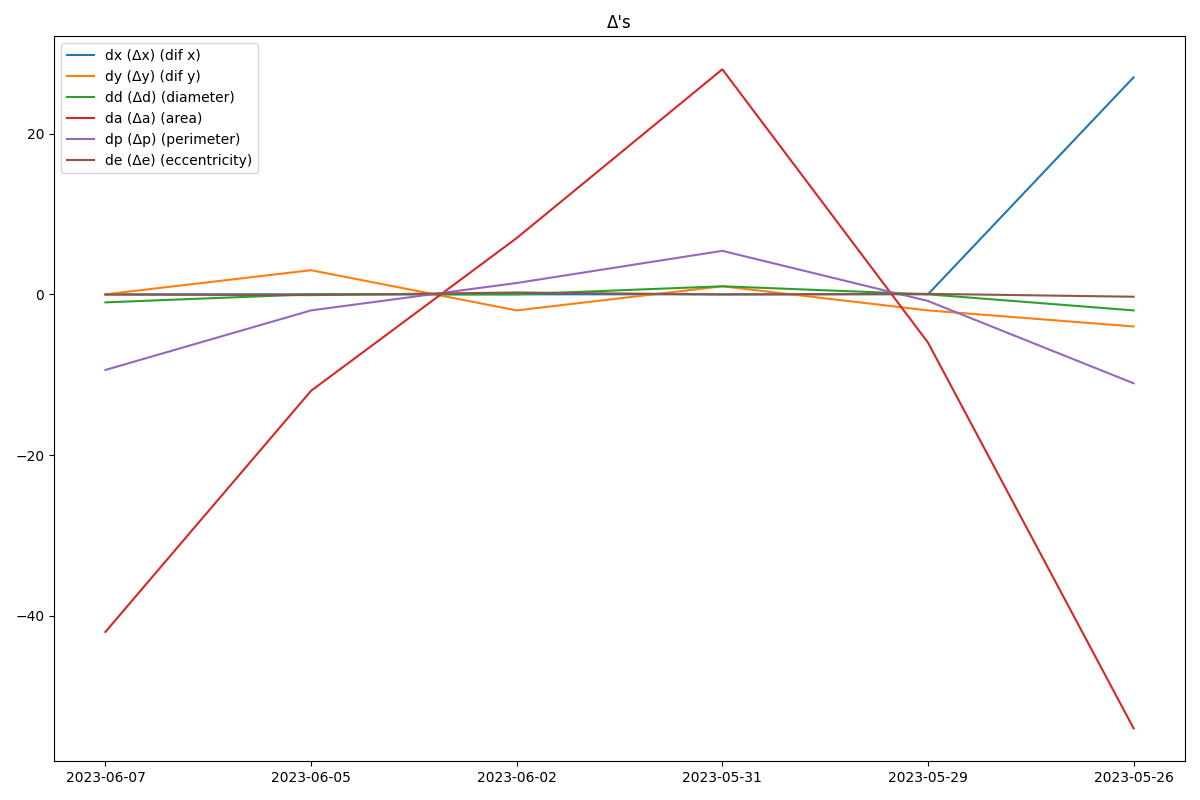 Δ's
dx (Δx) (dif x)
dy (Δy) (dif y)
dd (Δd) (diameter)
da (Δa) (area)
dp (Δp) (perimeter)
de (Δe) (eccentricity)
20
0
−20
−40
2023-06-07 2023-06-05 2023-06-02 2023-05-31 2023-05-29 2023-05-26